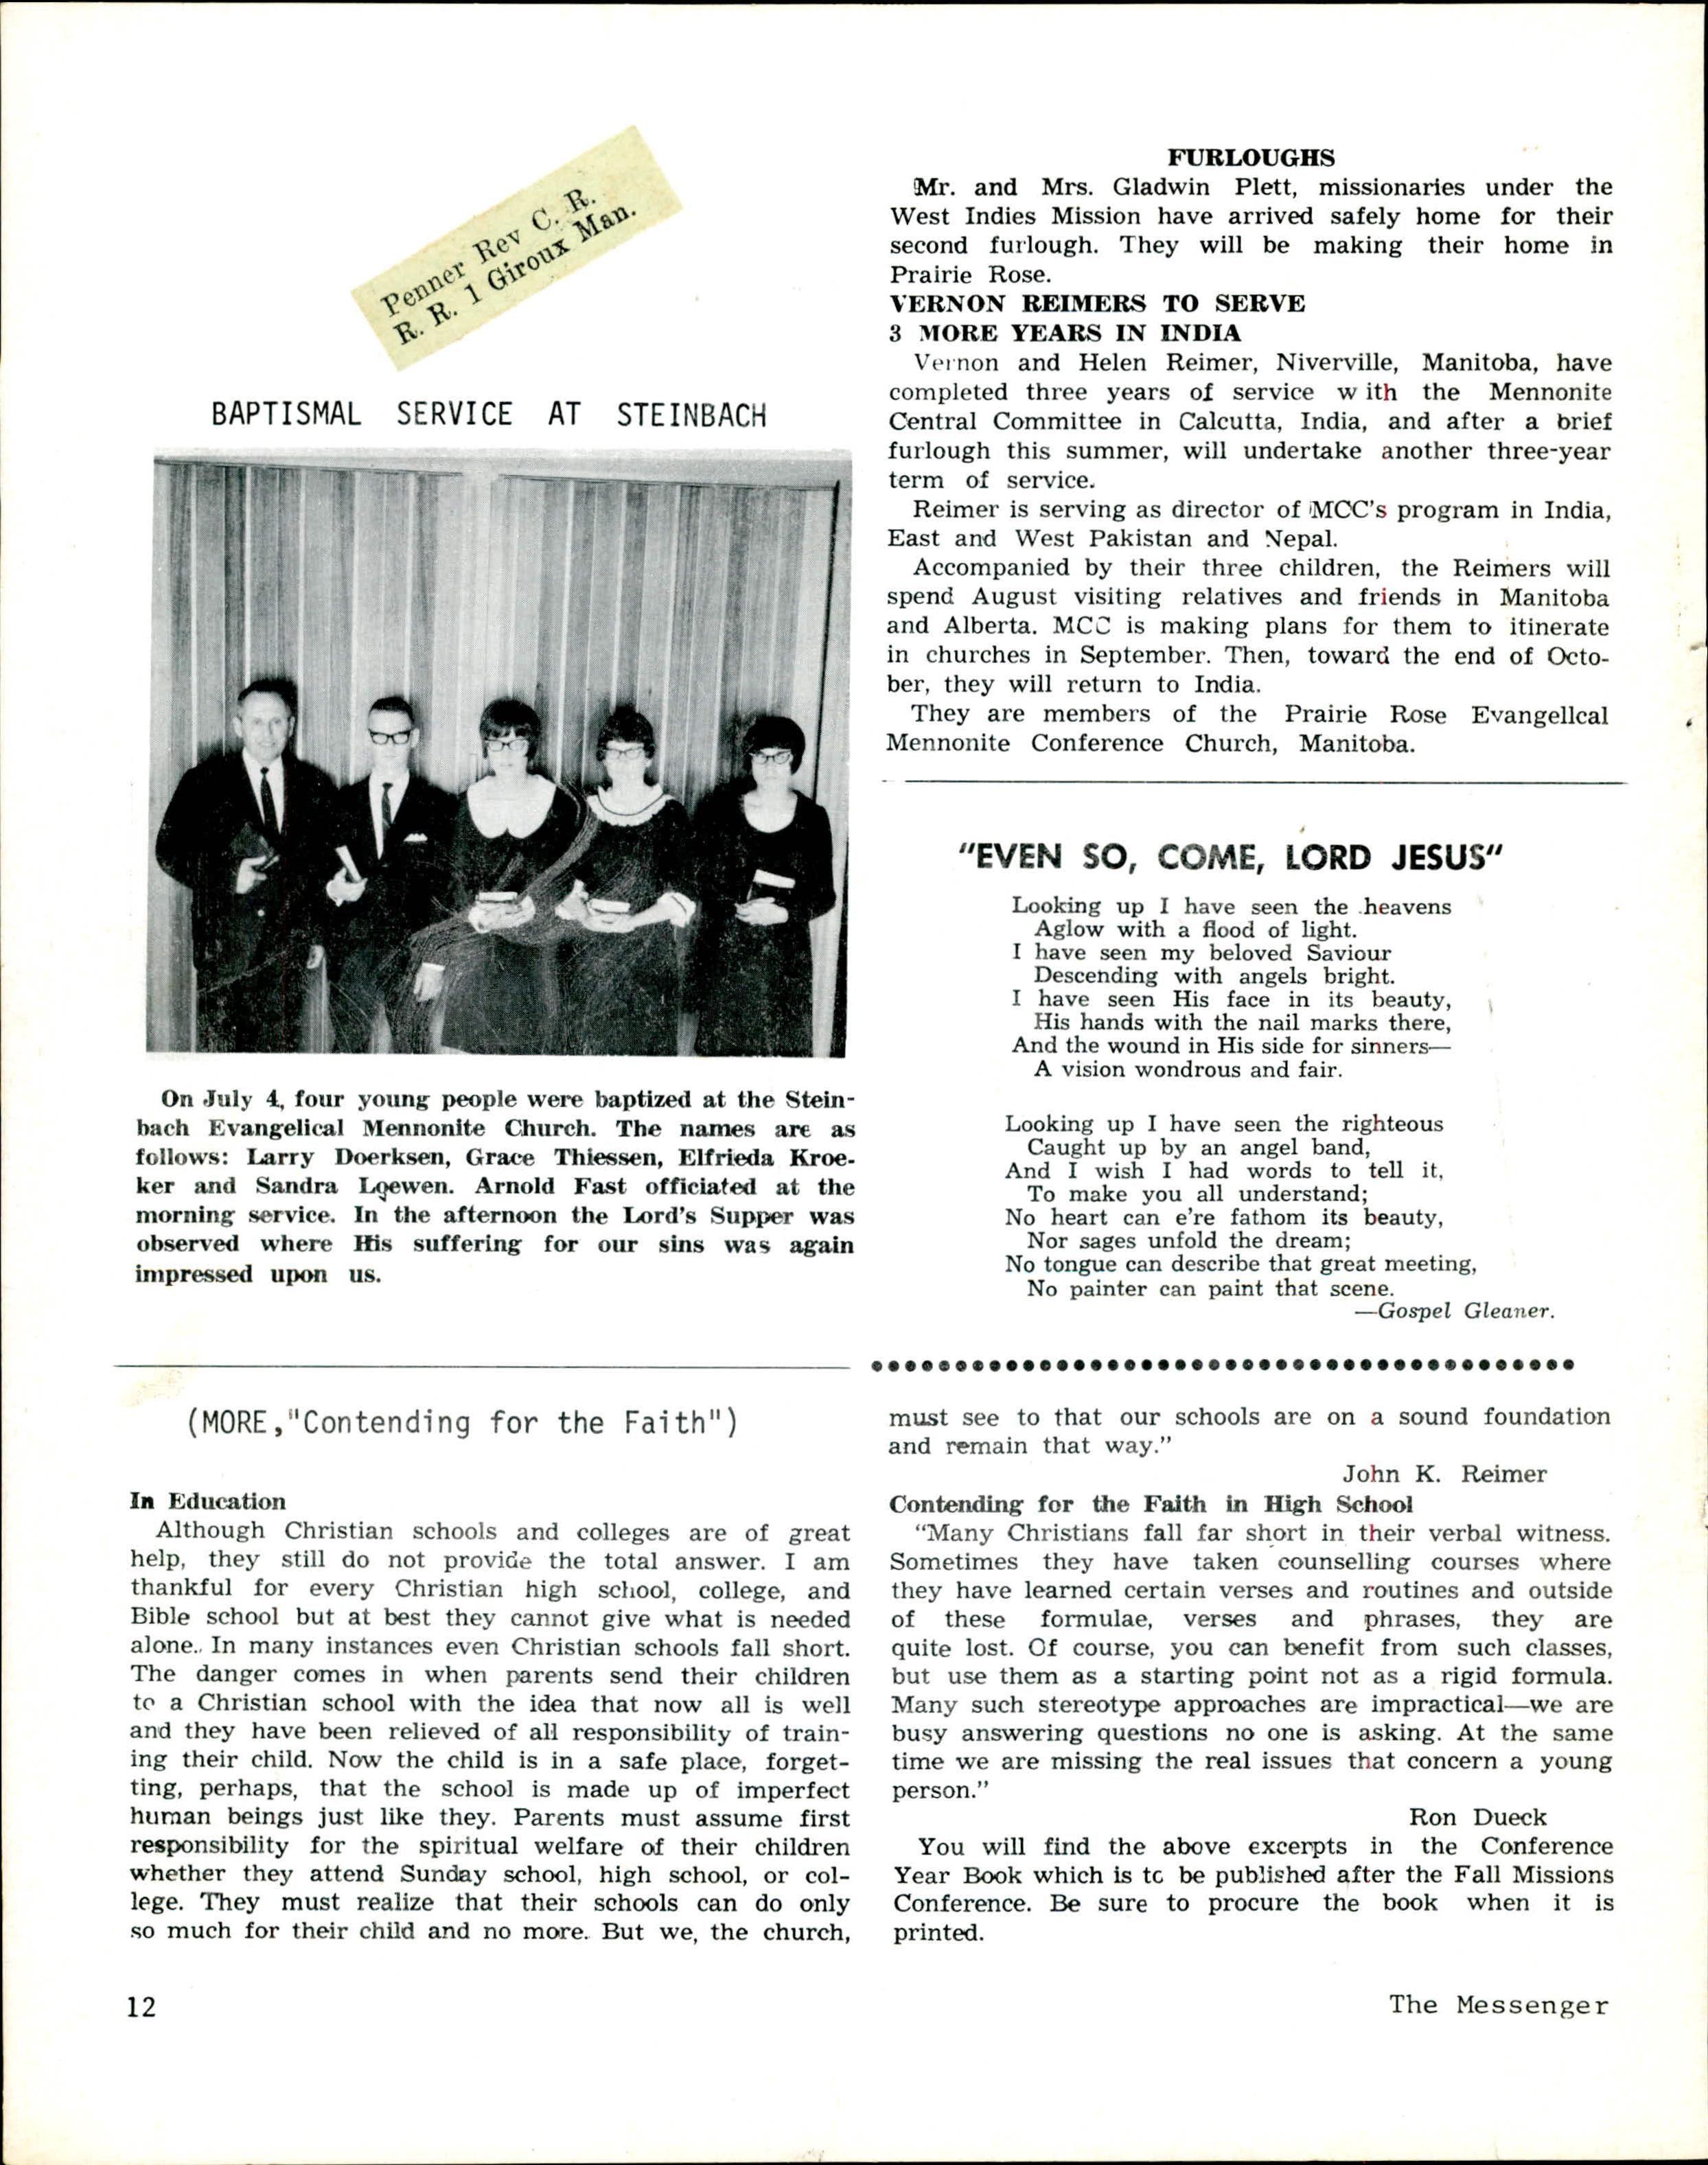 Penner Rev C. R.
R. R. 1 Giroux Man.
BAPTISMAL SERVICE AT STEINBACH
On July 4, four young people were baptized at the Stein-
bach Evangelical Mennonite Church. The names are as
follows: Larry Doerksen, Grace Thiessen, Elfrieda Kroe-
ker and Sandra Loewen. Arnold Fast officiated at the
morning service. In the afternoon the Lord's Supper was
observed where His suffering for our sins was again
impressed upon us.
FURLOUGHS
Mr. and Mrs. Gladwin Plett, missionaries under the
West Indies Mission have arrived safely home for their
second furlough. They will be making their home in
Prairie Rose.
VERNON REIMERS TO SERVE
3 MORE YEARS IN INDIA
Vernon and Helen Reimer, Niverville, Manitoba, have
completed three years of service with the Mennonite
Central Committee in Calcutta, India, and after a brief
furlough this summer, will undertake another three-year
term of service.
Reimer is serving as director of MCC's program in India,
East and West Pakistan and Nepal.
Accompanied by their three children, the Reimers will
spend August visiting relatives and friends in Manitoba
and Alberta. MCC is making plans for them to itinerate
in churches in September. Then, toward the end of Octo-
ber, they will return to India.
They are members of the Prairie Rose Evangelical
Mennonite Conference Church, Manitoba.
"EVEN SO, COME, LORD JESUS"
Looking up I have seen the heavens
Aglow with a flood of light.
I have seen my beloved Saviour
Descending with angels bright.
I have seen His face in its beauty,
His hands with the nail marks there,
And the wound in His side for sinners—
A vision wondrous and fair.
Looking up I have seen the righteous
Caught up by an angel band,
And I wish I had words to tell it,
To make you all understand;
No heart can e're fathom its beauty,
Nor sages unfold the dream;
No tongue can describe that great meeting,
No painter can paint that scene.
—Gospel Gleaner.
(MORE,"Contending for the Faith")
In Education
Although Christian schools and colleges are of great
help, they still do not provide the total answer. I am
thankful for every Christian high school, college, and
Bible school but at best they cannot give what is needed
alone. In many instances even Christian schools fall short.
The danger comes in when parents send their children
to a Christian school with the idea that now all is well
and they have been relieved of all responsibility of train-
ing their child. Now the child is in a safe place, forget-
ting, perhaps, that the school is made up of imperfect
human beings just like they. Parents must assume first
responsibility for the spiritual welfare of their children
whether they attend Sunday school, high school, or col-
lege. They must realize that their schools can do only
so much for their child and no more. But we, the church,
must see to that our schools are on a sound foundation
and remain that way."
John K. Reimer
Contending for the Faith in High School
"Many Christians fall far short in their verbal witness.
Sometimes they have taken counselling courses where
they have learned certain verses and routines and outside
of these formulae, verses and phrases, they are
quite lost. Of course, you can benefit from such classes,
but use them as a starting point not as a rigid formula.
Many such stereotype approaches are impractical—we are
busy answering questions no one is asking. At the same
time we are missing the real issues that concern a young
person."
Ron Dueck
You will find the above excerpts in the Conference
Year Book which is to be published after the Fall Missions
Conference. Be sure to procure the book when it is
printed.
12
The Messenger